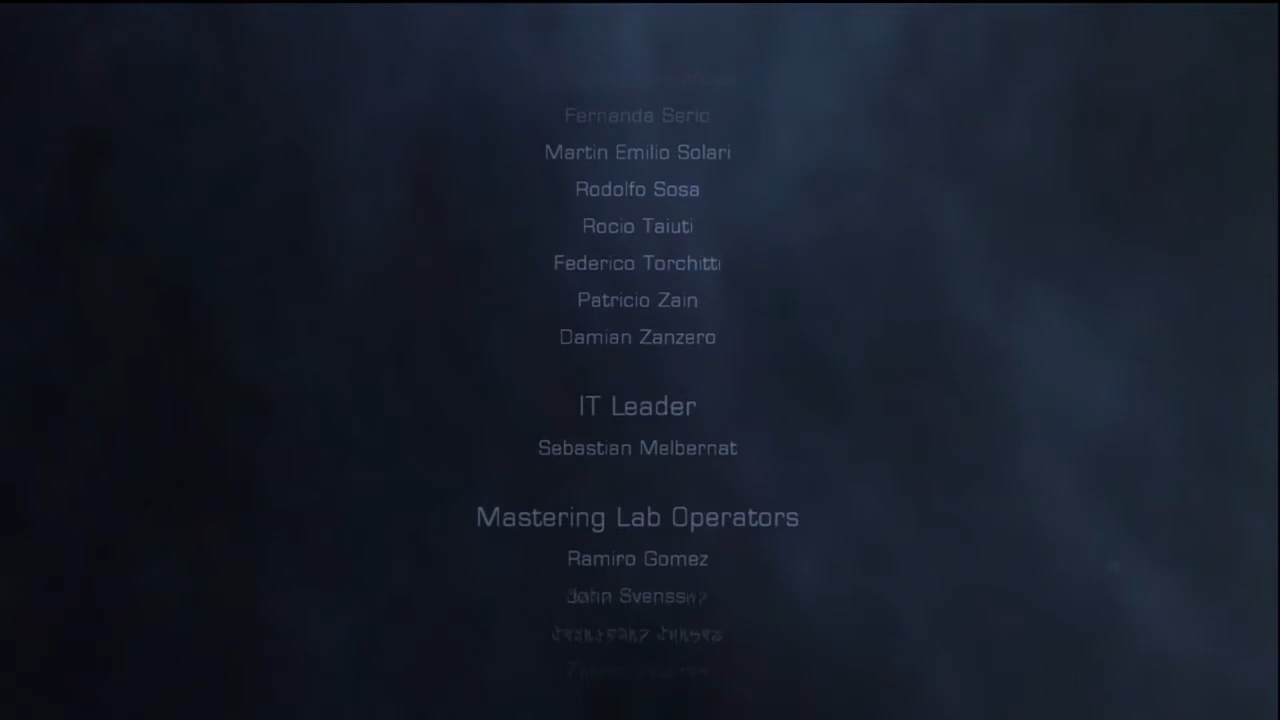 Fernanda Serio
Martin Emilio Solari
Rodolfo Sosa
Rocio Taiuti
Federico Torchitti
Patricio Zain
Damian Zanzero
IT Leader
Sebastian Melbernat
Mastering Lab Operators
Ramiro Gomez
John